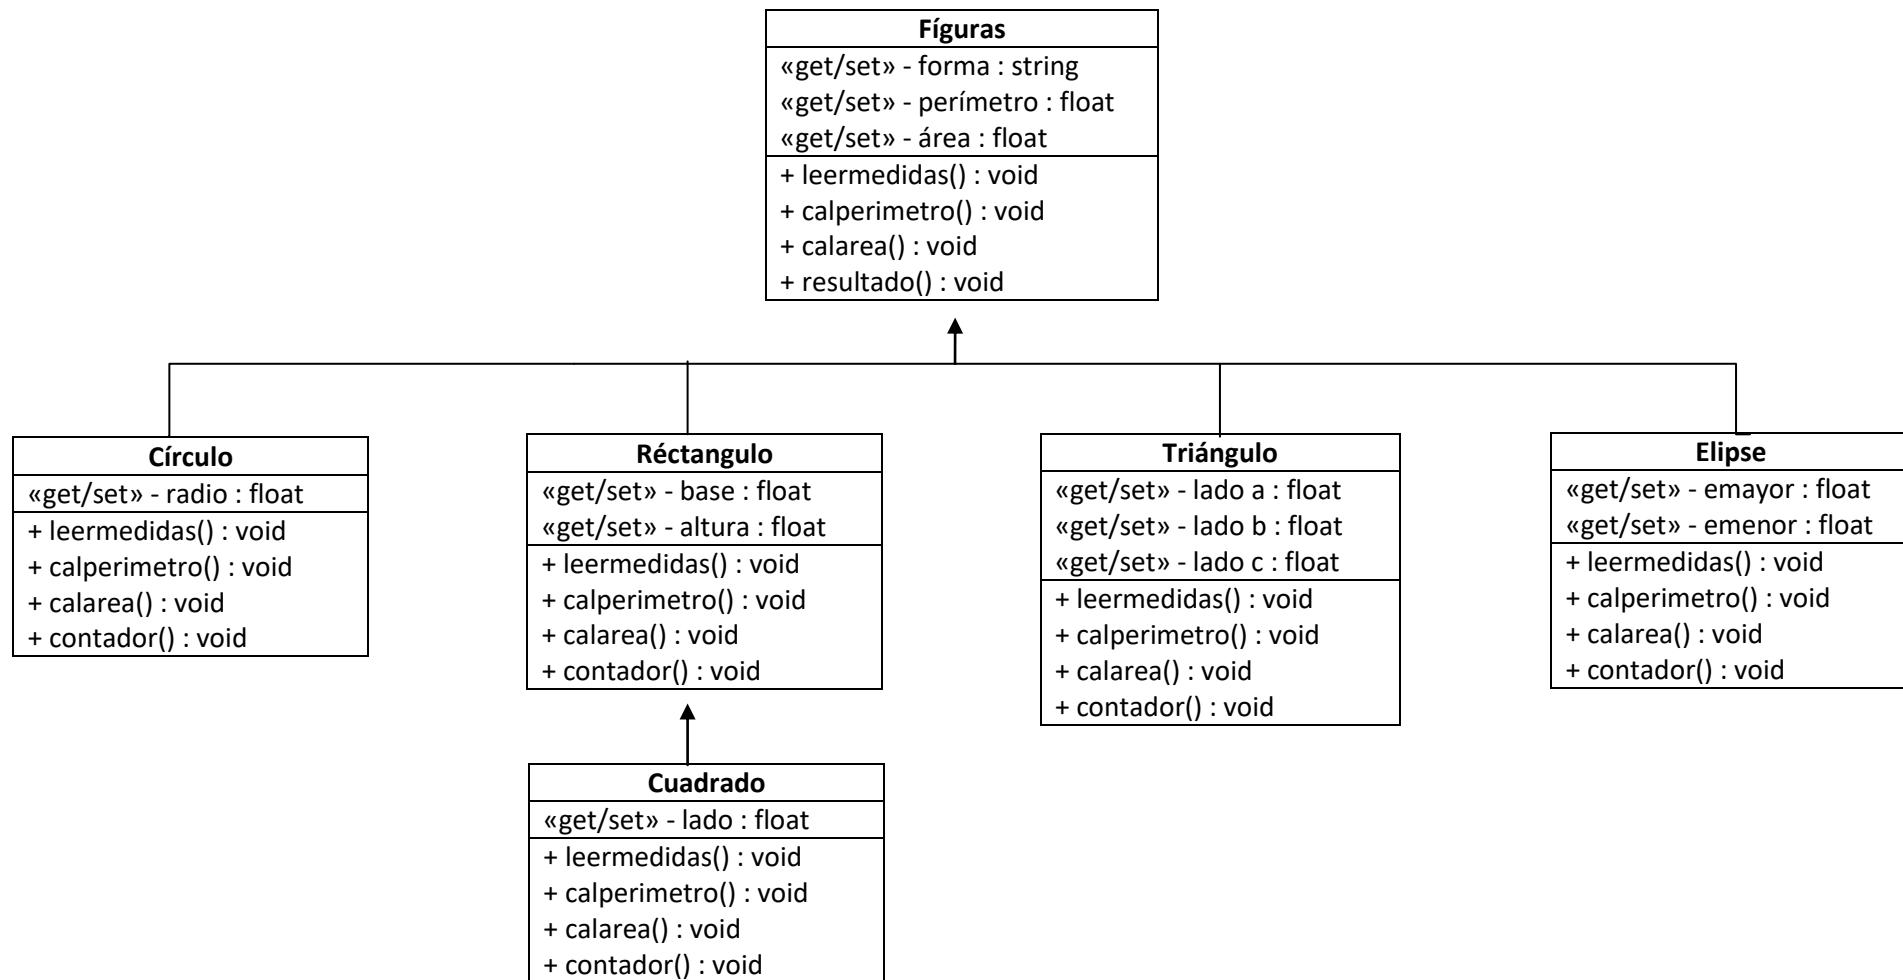 Fíguras
«get/set» - forma : string
«get/set» - perímetro : float
«get/set» - área : float
+ leermedidas() : void
+ calperimetro() : void
+ calarea() : void
+ resultado() : void
Círculo
«get/set» - radio : float
+ leermedidas() : void
+ calperimetro() : void
+ calarea() : void
+ contador() : void
Réctangulo
«get/set» - base : float
«get/set» - altura : float
+ leermedidas() : void
+ calperimetro() : void
+ calarea() : void
+ contador() : void
Triángulo
«get/set» - lado a : float
«get/set» - lado b : float
«get/set» - lado c : float
+ leermedidas() : void
+ calperimetro() : void
+ calarea() : void
+ contador() : void
Elipse
«get/set» - emayor : float
«get/set» - emenor : float
+ leermedidas() : void
+ calperimetro() : void
+ calarea() : void
+ contador() : void
Cuadrado
«get/set» - lado : float
+ leermedidas() : void
+ calperimetro() : void
+ calarea() : void
+ contador() : void